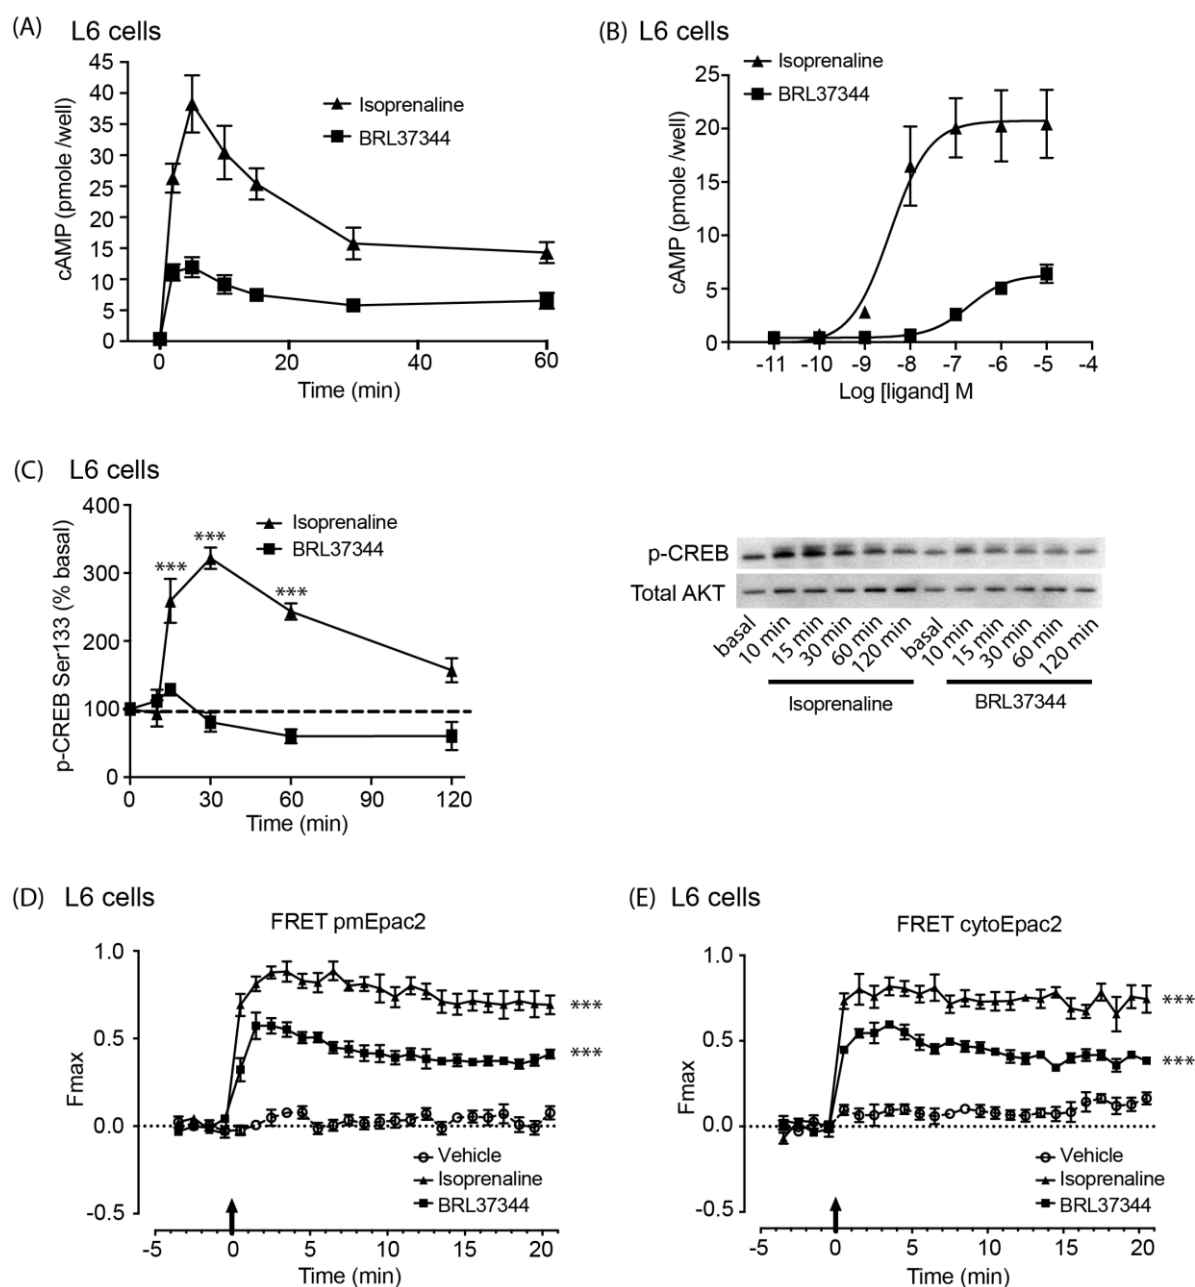 (A) L6 cells
45
40
35
30
25
20
15
10
5
0
cAMP (pmole /well)
Isoprenaline
BRL37344
0 20 40 60
Time (min)
(B) L6 cells
Isoprenaline
BRL37344
25
20
15
10
5
0
cAMP (pmole /well)
-11 -10 -9 -8 -7 -6 -5 -4
Log [ligand] M
(C) L6 cells
400
300
200
100
0
p-CREB Ser133 (% basal)
Isoprenaline
BRL37344
***
***
***
0 30 60 90 120
Time (min)
p-CREB
Total AKT
basal 10 min 15 min 30 min 60 min 120 min basal 10 min 15 min 30 min 60 min 120 min
Isoprenaline BRL37344
(D) L6 cells
FRET pmEpac2
1.0
0.5
0.0
-0.5
Fmax
***
***
Vehicle
Isoprenaline
BRL37344
-5 0 5 10 15 20
Time (min)
(E) L6 cells
FRET cytoEpac2
1.0
0.5
0.0
-0.5
Fmax
***
***
Vehicle
Isoprenaline
BRL37344
-5 0 5 10 15 20
Time (min)